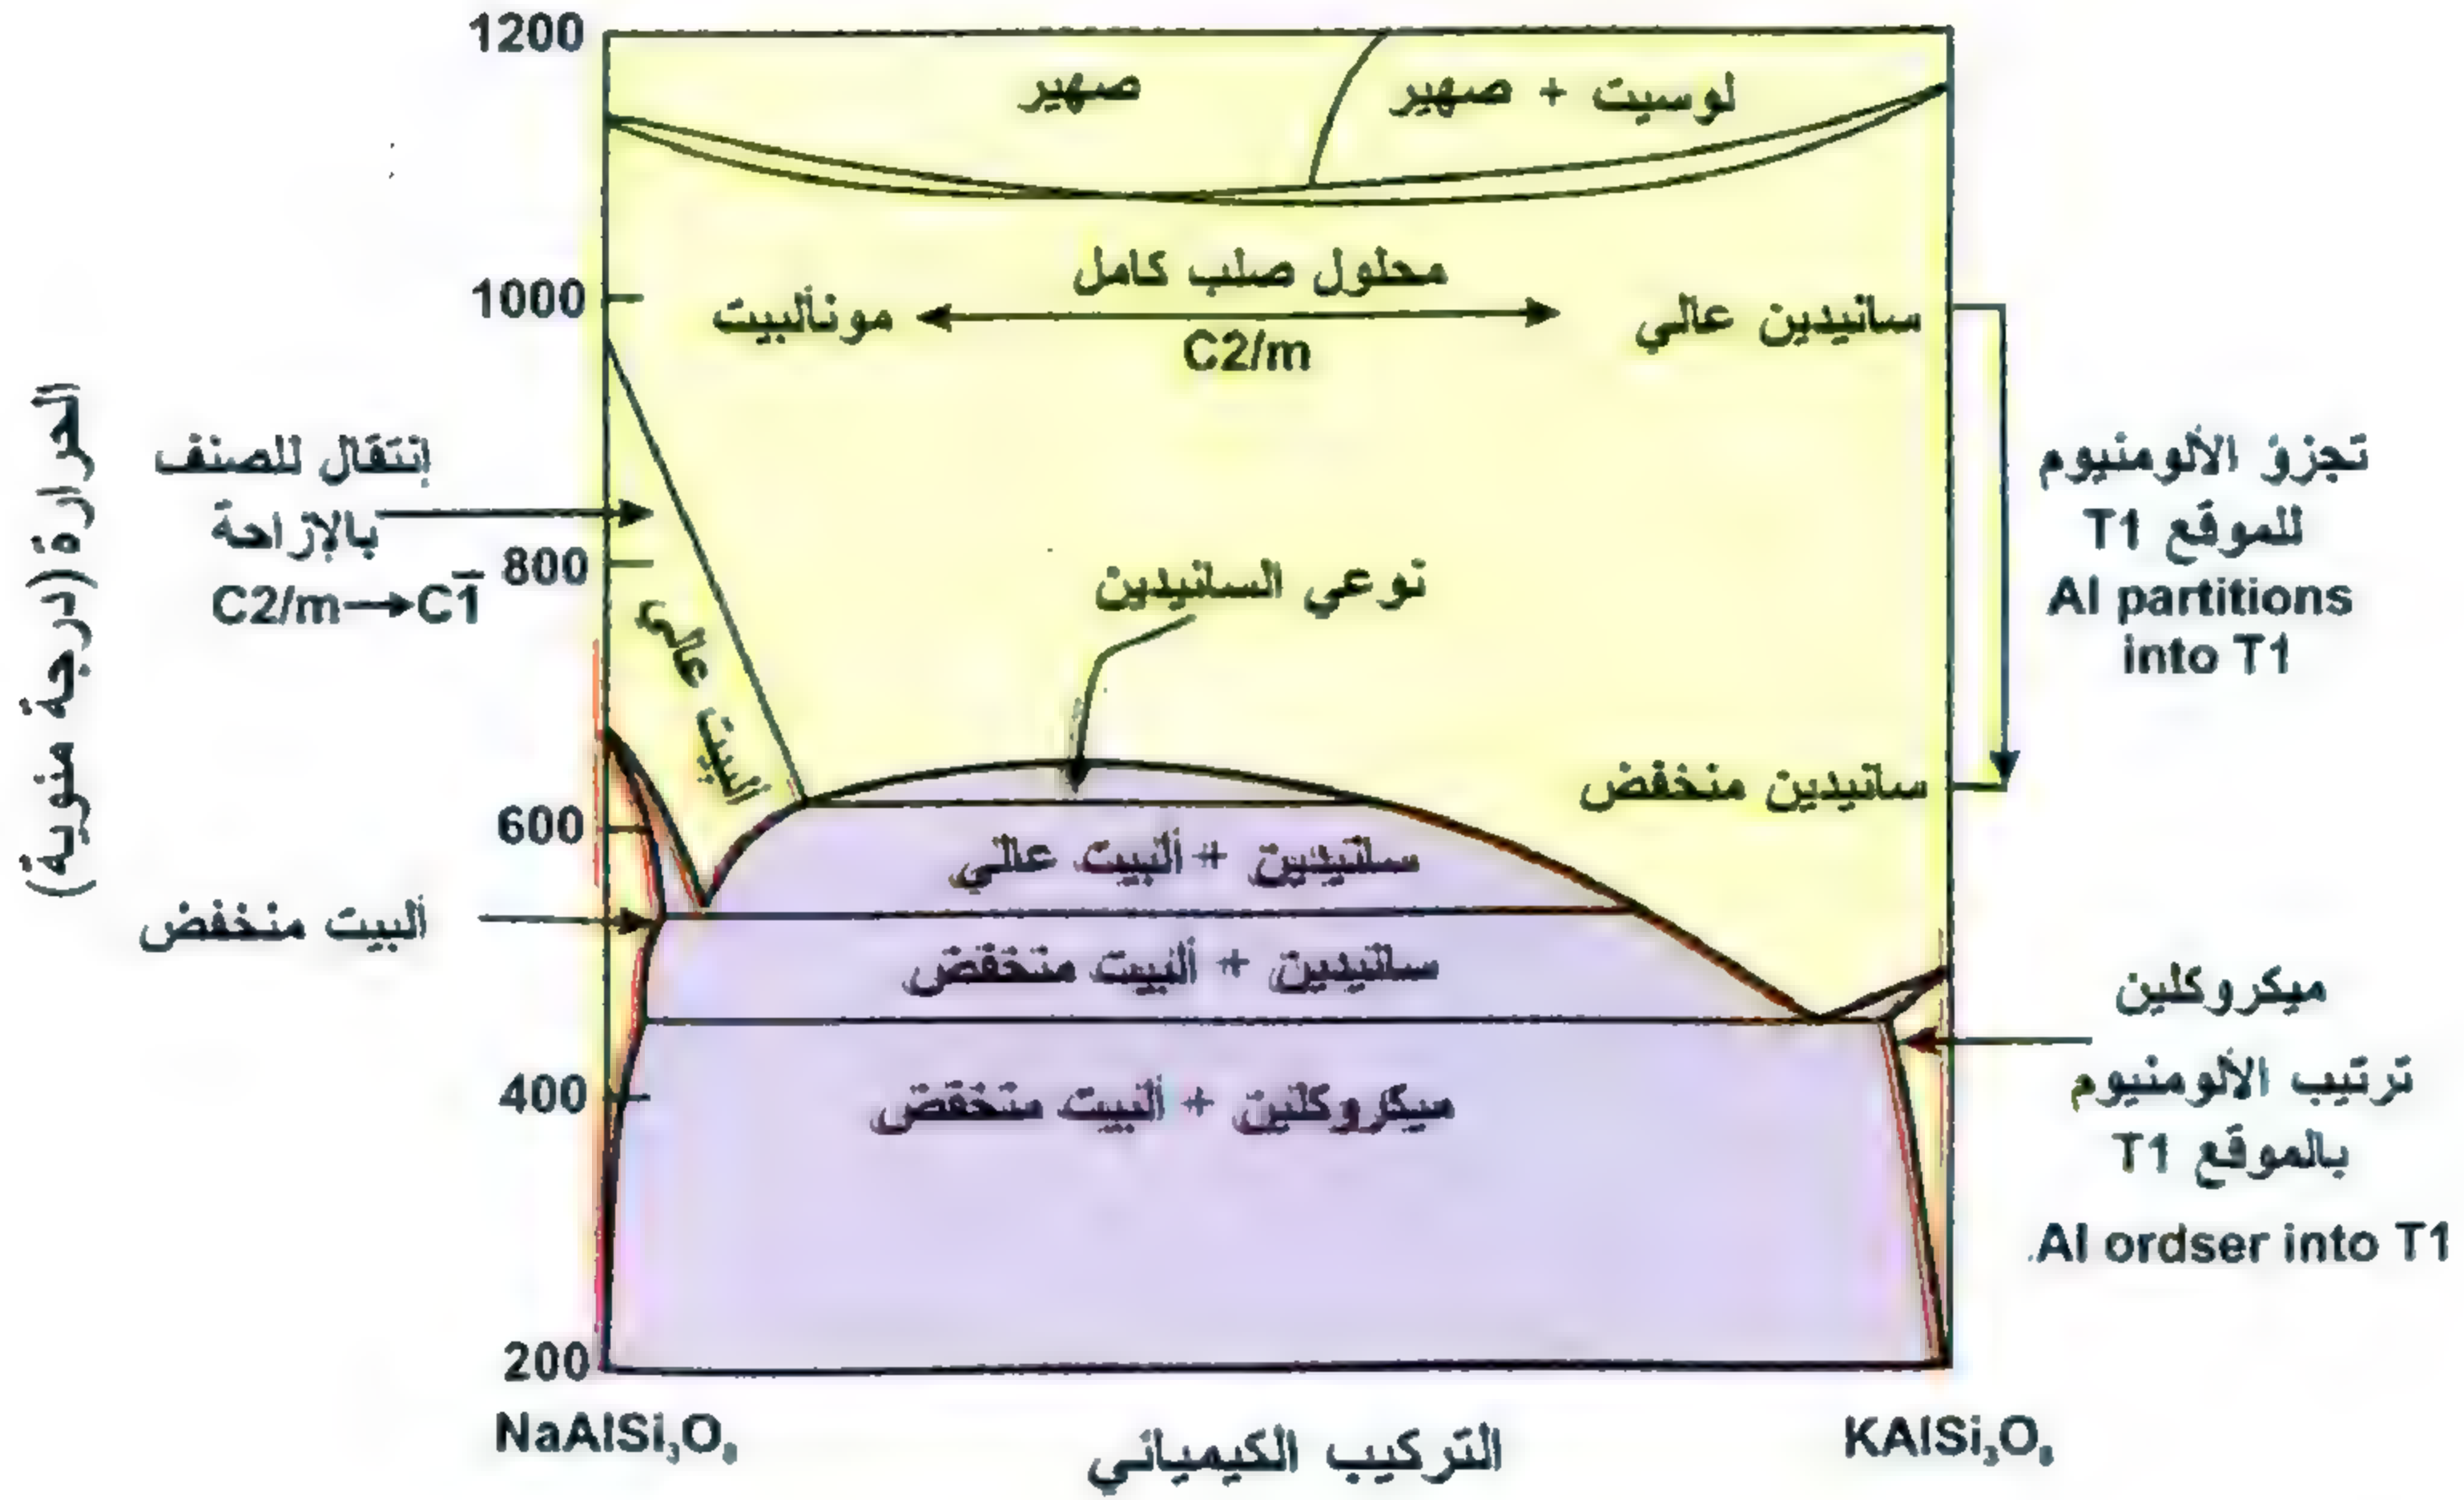 1200
صهير
لوسيت + صهير
محلول صلب كامل
1000
مونألبيت
سانيدين عالي
C2/m
الحرارة (درجة مئوية)
إنتقال للصنف
بالإزاحة
C2/m→C1̅
800
تجزؤ الألومنيوم
للموقع T1
Al partitions
into T1
نوعي السانيدين
ألبيت عالي
سانيدين منخفض
600
سانيدين + ألبيت عالي
ألبيت منخفض
سانيدين + ألبيت منخفض
ميكروكلين
ترتيب الألومنيوم
بالموقع T1
Al ordser into T1
400
ميكاروكلين + ألبيت منخفض
200
NaAlSi₃O₈
التركيب الكيميائي
KAlSi₃O₈